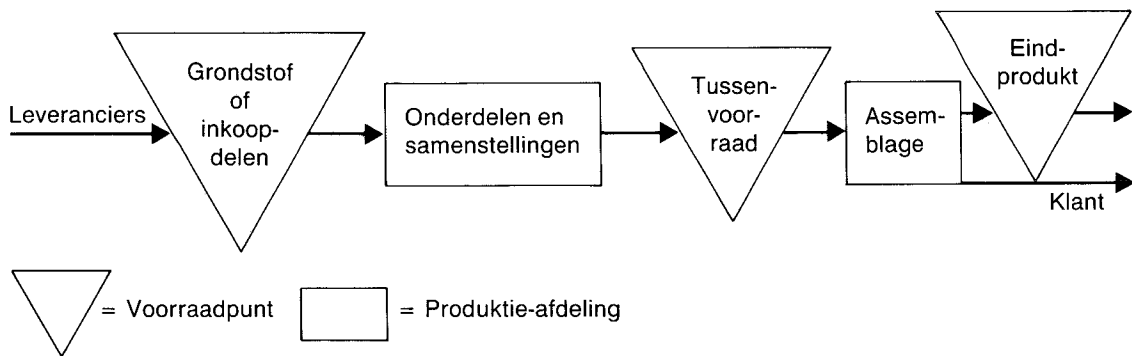 Leveranciers
Grondstof
of
inkoop-
delen
Onderdelen en
samenstellingen
Tussen-
voor-
raad
Assem-
blage
Eind-
produkt
Klant
= Voorraadpunt
= Produktie-afdeling